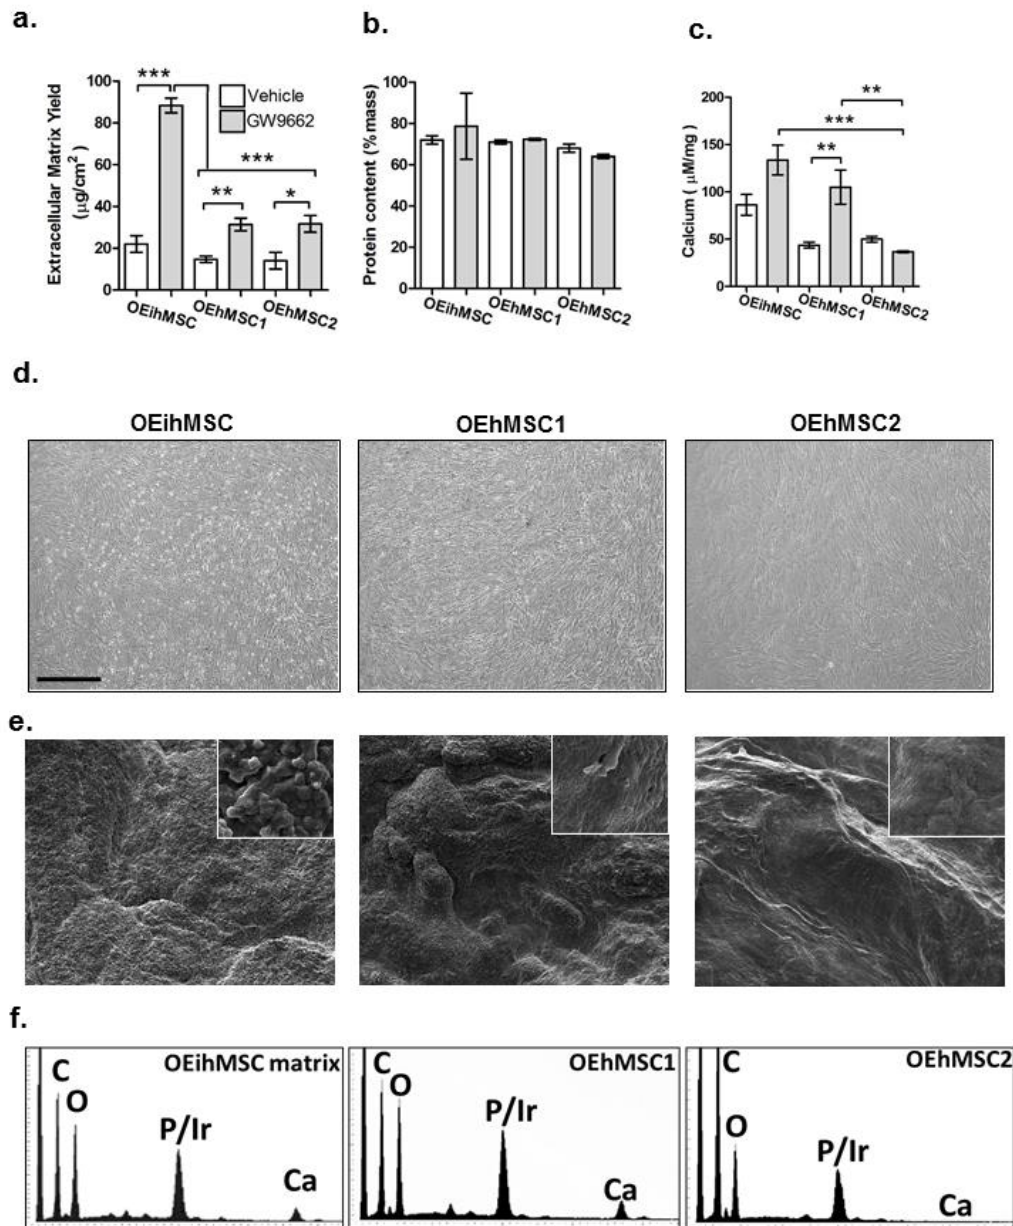 a.
b.
c.
Extracellular Matrix Yield
(µg/cm²)
100
80
60
40
20
0
***
***
**
*
Vehicle
GW9662
OEihMSC
OEhMSC1
OEhMSC2
Protein content (%mass)
100
80
60
40
20
0
OEihMSC
OEhMSC1
OEhMSC2
Calcium ( µM/mg)
200
150
100
50
0
**
***
**
OEihMSC
OEhMSC1
OEhMSC2
d.
OEihMSC
OEhMSC1
OEhMSC2
e.
f.
OEihMSC matrix
C
O
P/Ir
Ca
OEhMSC1
C
O
P/Ir
Ca
OEhMSC2
C
O
P/Ir
Ca